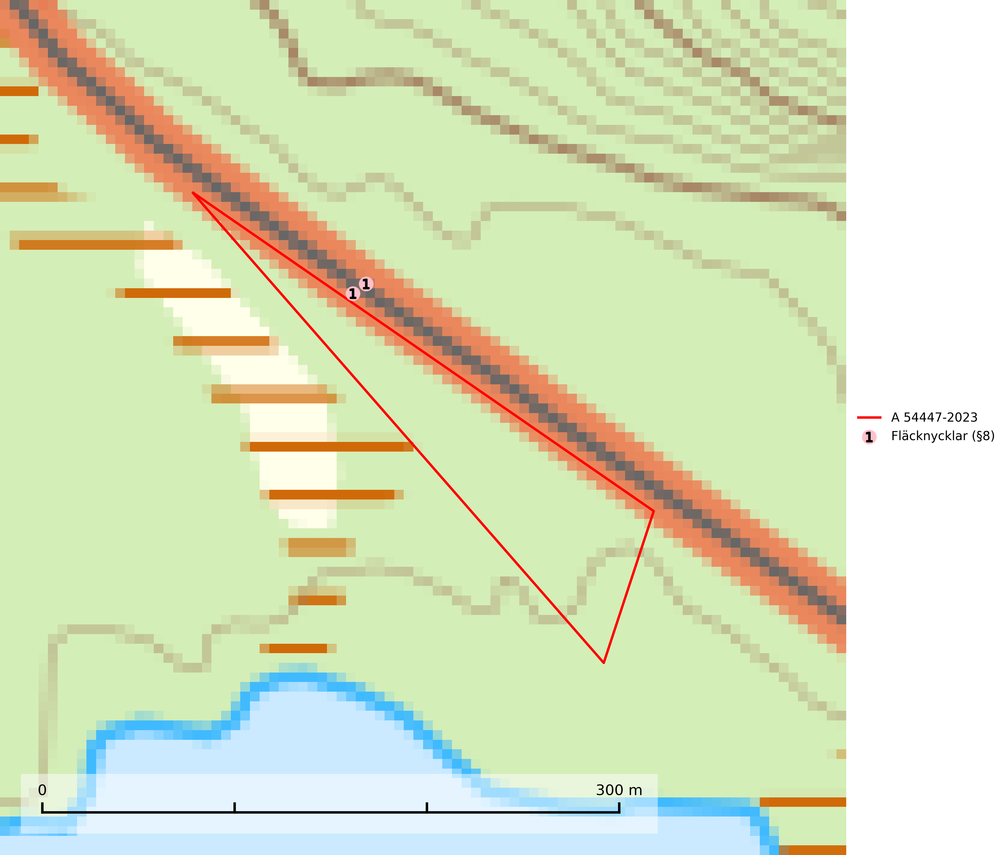 1
1
A 54447-2023
1 Fläcknycklar (§8)
0 300 m